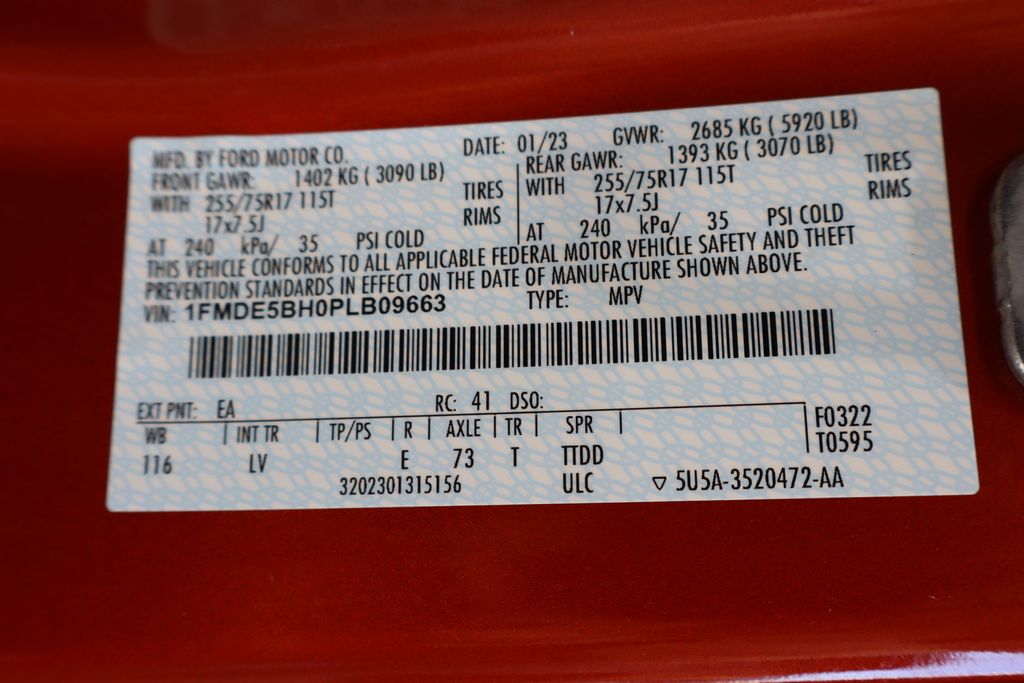 MFD. BY FORD MOTOR CO. DATE: 01/23 GVWR: 2685 KG ( 5920 LB)
FRONT GAWR: 1402 KG ( 3090 LB) REAR GAWR: 1393 KG ( 3070 LB)
WITH 255/75R17 115T TIRES WITH 255/75R17 115T TIRES
17x7.5J RIMS 17x7.5J RIMS
AT 240 kPa/ 35 PSI COLD AT 240 kPa/ 35 PSI COLD
THIS VEHICLE CONFORMS TO ALL APPLICABLE FEDERAL MOTOR VEHICLE SAFETY AND THEFT
PREVENTION STANDARDS IN EFFECT ON THE DATE OF MANUFACTURE SHOWN ABOVE.
VIN: 1FMDE5BH0PLB09663 TYPE: MPV
EXT PNT: EA RC: 41 DSO:
WB INT TR TP/PS R AXLE TR SPR F0322
116 LV E 73 T TTDD T0595
3202301315156 ULC ▽ 5U5A-3520472-AA